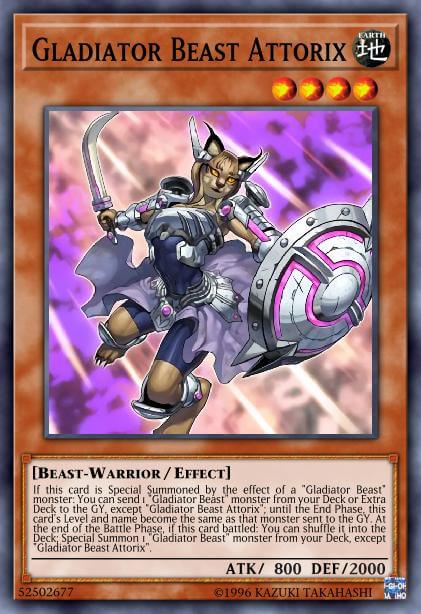 GLADIATOR BEAST ATTORIX
EARTH
地
[BEAST-WARRIOR / EFFECT]
If this card is Special Summoned by the effect of a "Gladiator Beast"
monster: You can send 1 "Gladiator Beast" monster from your Deck or Extra
Deck to the GY, except "Gladiator Beast Attorix"; until the End Phase, this
card's Level and name become the same as that monster sent to the GY. At
the end of the Battle Phase, if this card battled: You can shuffle it into the
Deck; Special Summon 1 "Gladiator Beast" monster from your Deck, except
"Gladiator Beast Attorix".
ATK/ 800 DEF/2000
52502677
©1996 KAZUKI TAKAHASHI